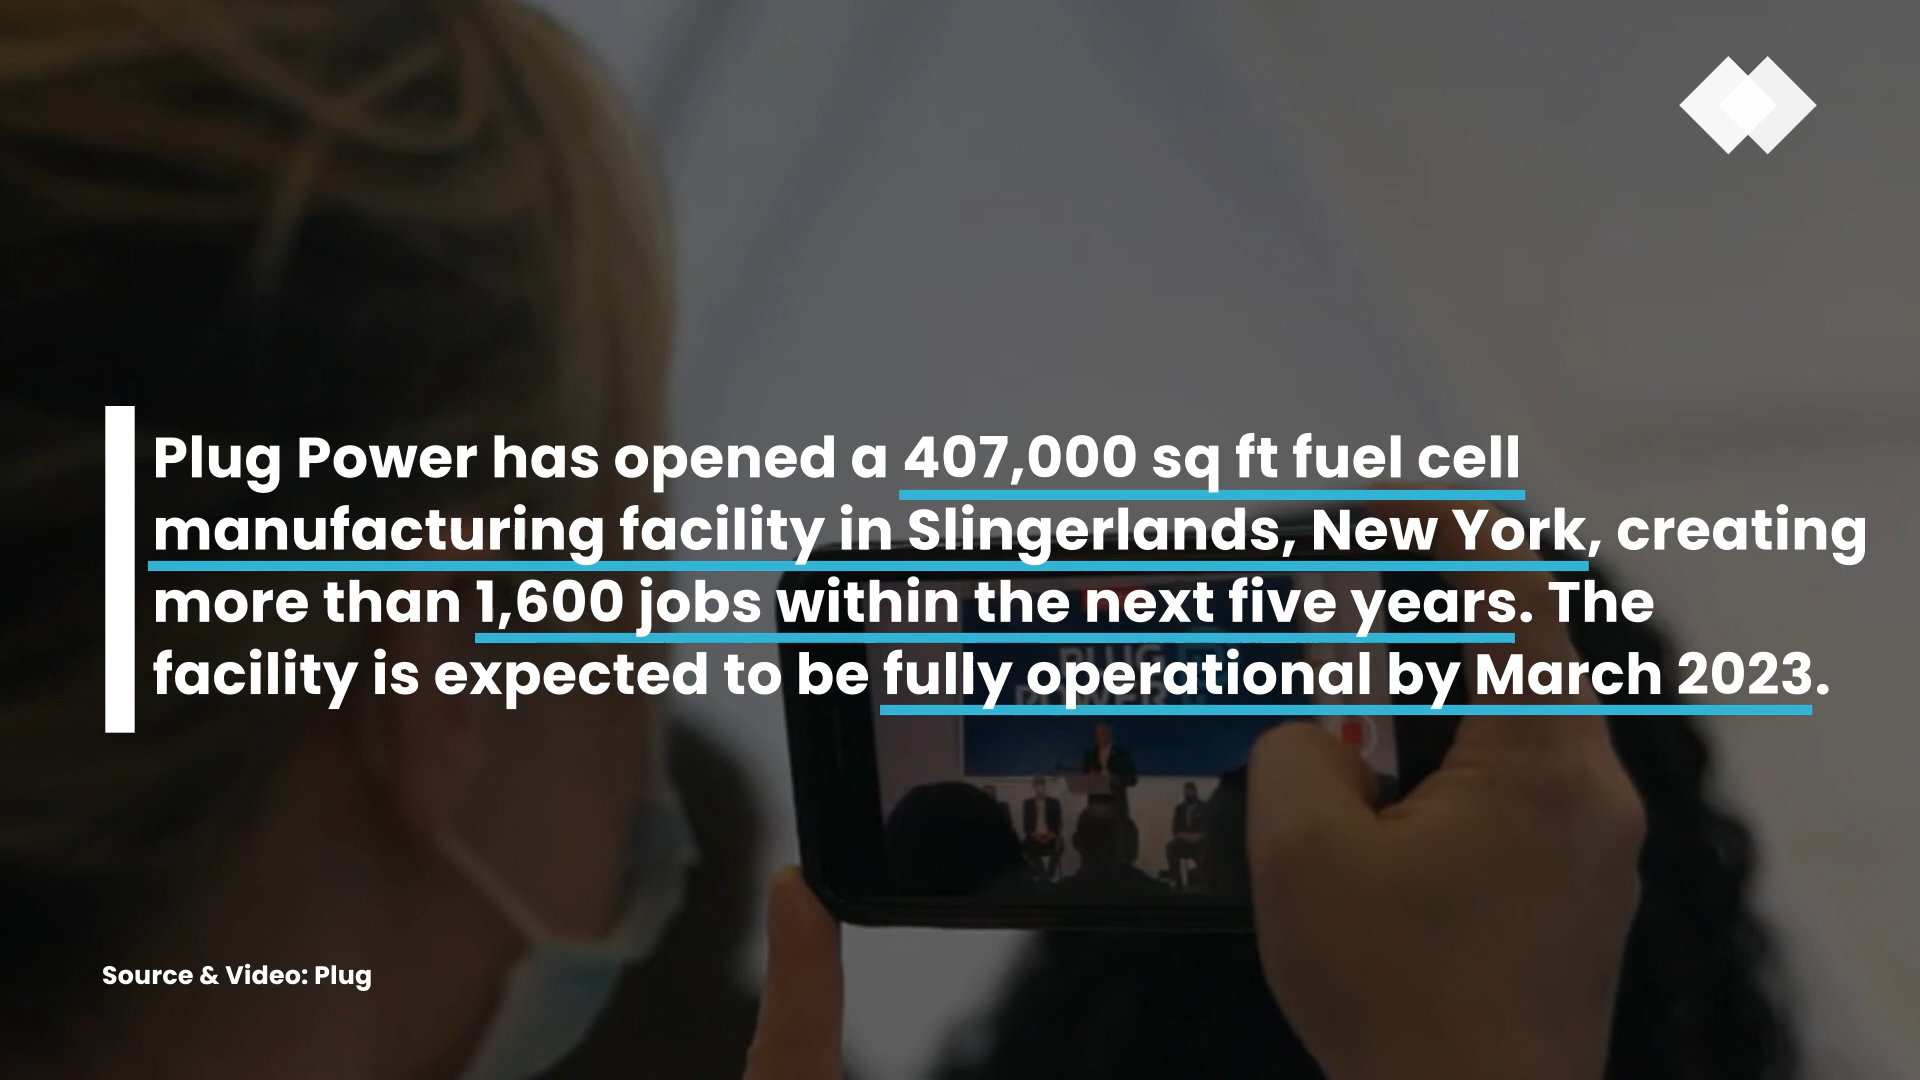 Plug Power has opened a 407,000 sq ft fuel cell
manufacturing facility in Slingerlands, New York, creating
more than 1,600 jobs within the next five years. The
facility is expected to be fully operational by March 2023.
PLUG
POWER
Source & Video: Plug